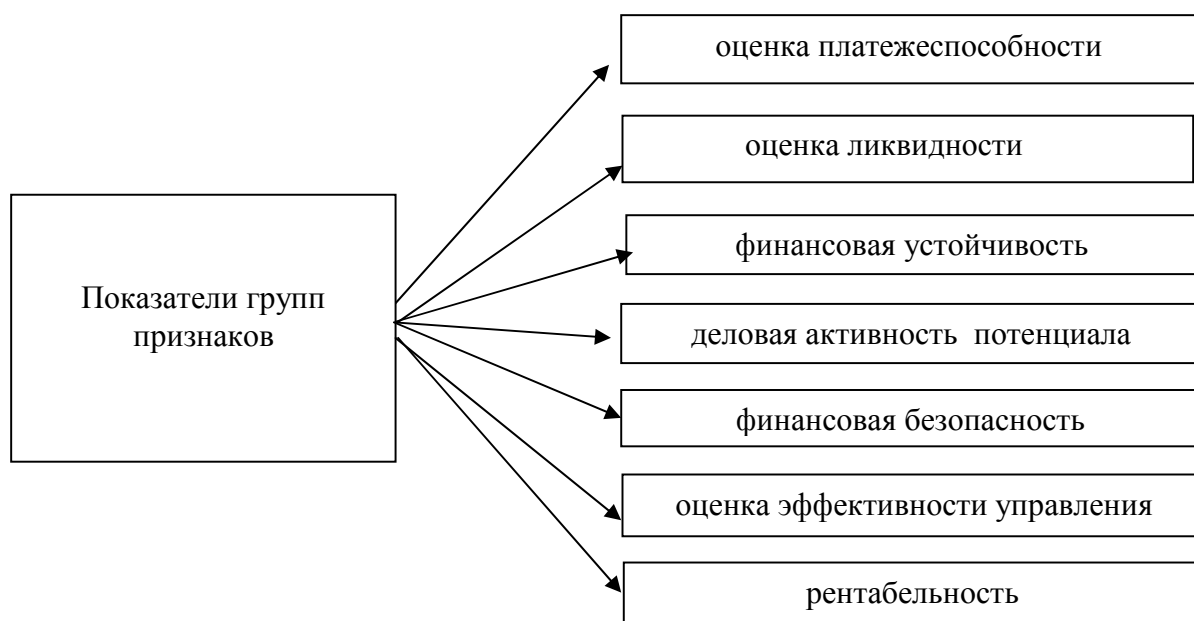 Показатели групп
признаков
оценка платежеспособности
оценка ликвидности
финансовая устойчивость
деловая активность потенциала
финансовая безопасность
оценка эффективности управления
рентабельность